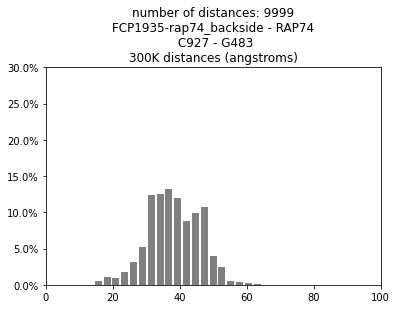 number of distances: 9999
FCP1935-rap74_backside - RAP74
C927 - G483
300K distances (angstroms)
30.0%
25.0%
20.0%
15.0%
10.0%
5.0%
0.0%
0 20 40 60 80 100